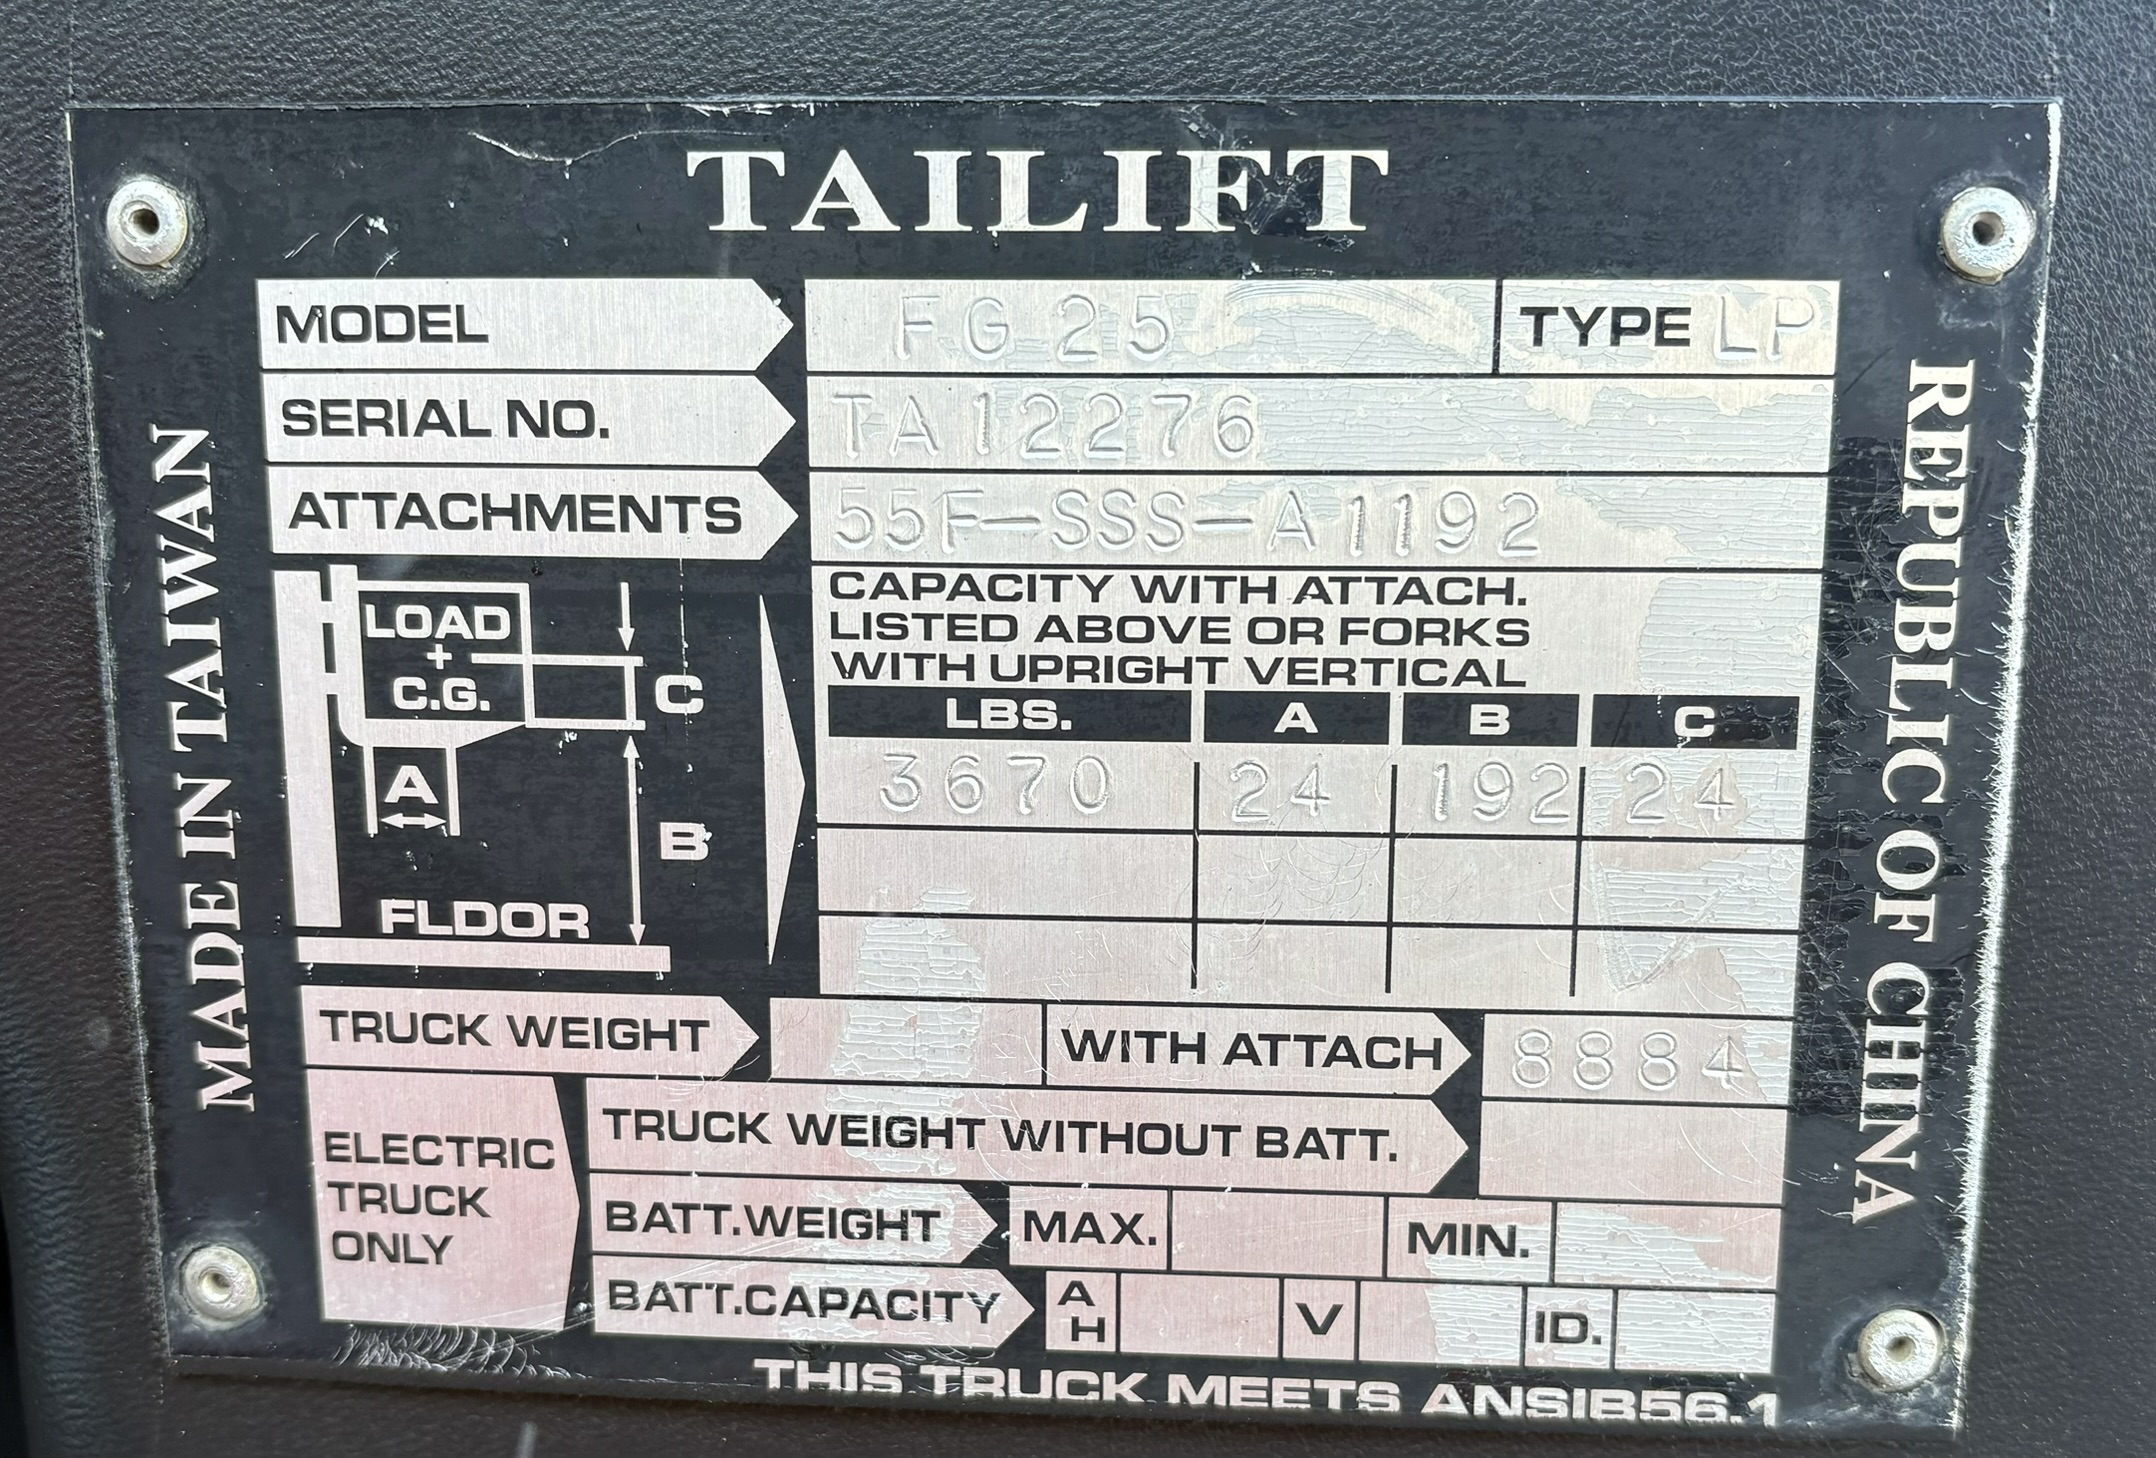 TAILIFT
MODEL FG25 TYPE LP
SERIAL NO. TA12276
ATTACHMENTS 55F-SSS-A1192
LOAD
+
C.G.
C
A
B
FLDOR
CAPACITY WITH ATTACH.
LISTED ABOVE OR FORKS
WITH UPRIGHT VERTICAL
LBS. A B C
3670 24 192 24
TRUCK WEIGHT WITH ATTACH 8884
ELECTRIC
TRUCK
ONLY
TRUCK WEIGHT WITHOUT BATT.
BATT.WEIGHT MAX. MIN.
BATT.CAPACITY AH V ID.
THIS TRUCK MEETS ANSIB56.1
MADE IN TAIWAN
REPUBLIC OF CHINA